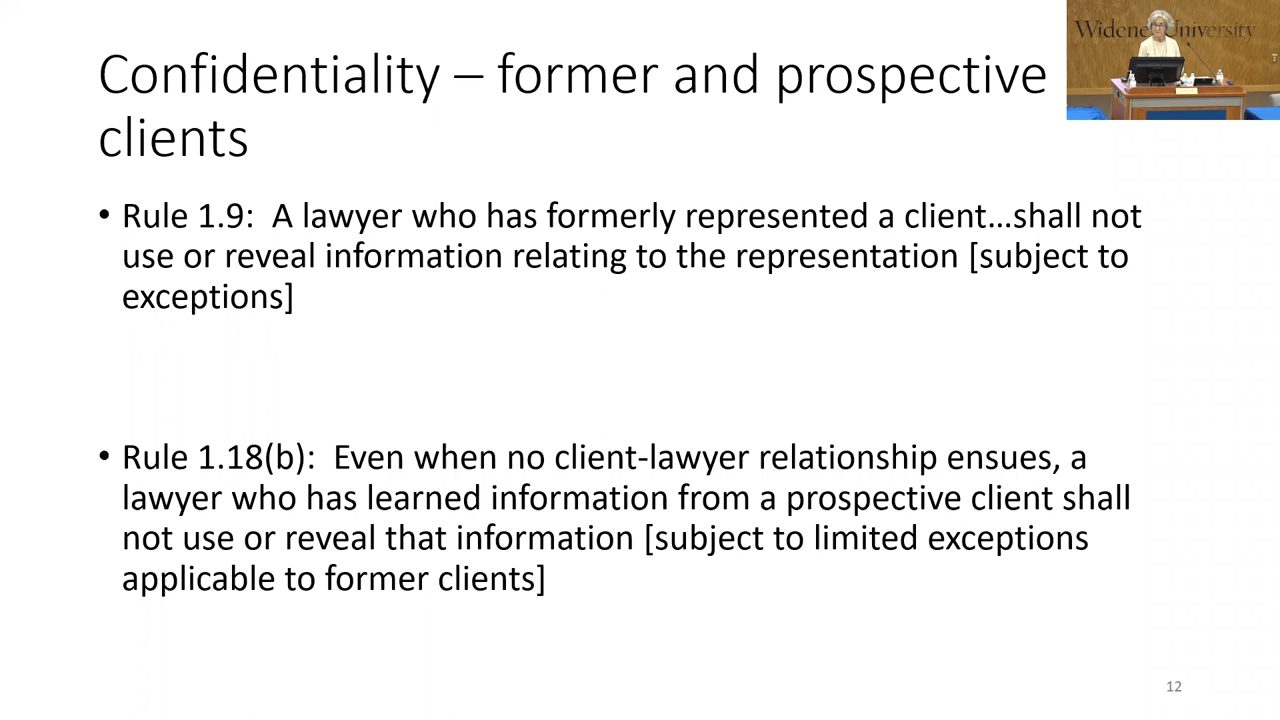 Confidentiality – former and prospective
clients
Widener University
• Rule 1.9:  A lawyer who has formerly represented a client…shall not
use or reveal information relating to the representation [subject to
exceptions]
• Rule 1.18(b):  Even when no client-lawyer relationship ensues, a
lawyer who has learned information from a prospective client shall
not use or reveal that information [subject to limited exceptions
applicable to former clients]
12